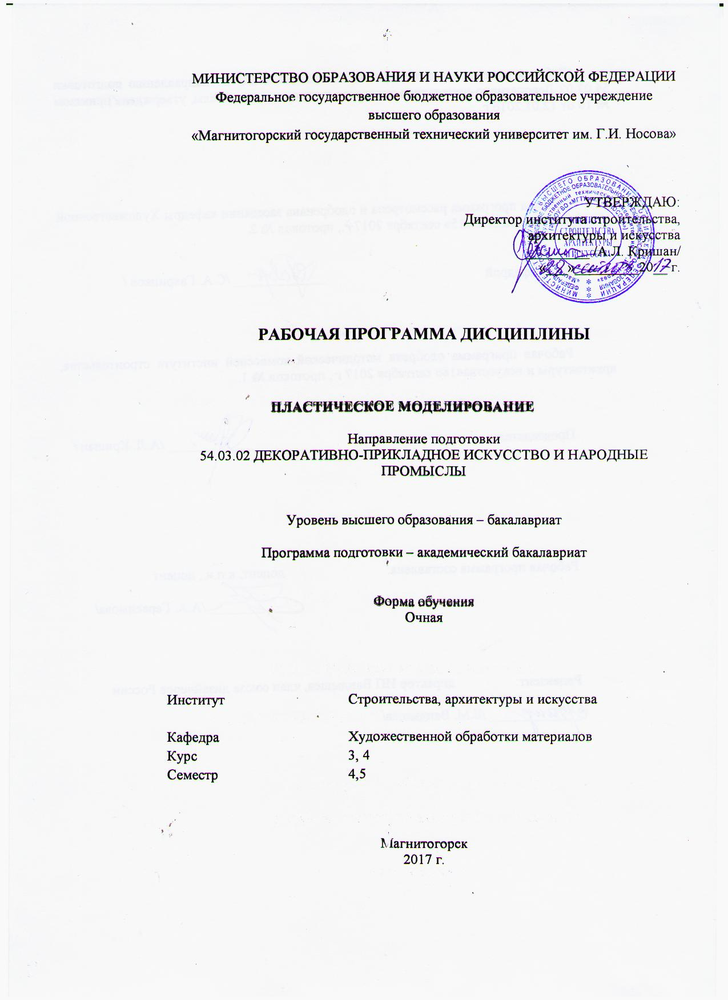 МИНИСТЕРСТВО ОБРАЗОВАНИЯ И НАУКИ РОССИЙСКОЙ ФЕДЕРАЦИИ
Федеральное государственное бюджетное образовательное учреждение
высшего образования
«Магнитогорский государственный технический университет им. Г.И. Носова»
УТВЕРЖДАЮ:
Директор института строительства,
архитектуры и искусства
/А.Л. Кришан/
сентября 2017 г.
СТРОИТЕЛЬСТВА
АРХИТЕКТУРЫ
И ИСКУССТВА
РАБОЧАЯ ПРОГРАММА ДИСЦИПЛИНЫ
ПЛАСТИЧЕСКОЕ МОДЕЛИРОВАНИЕ
Направление подготовки
54.03.02 ДЕКОРАТИВНО-ПРИКЛАДНОЕ ИСКУССТВО И НАРОДНЫЕ
ПРОМЫСЛЫ
Уровень высшего образования – бакалавриат
Программа подготовки – академический бакалавриат
Форма обучения
Очная
Институт Строительства, архитектуры и искусства
Кафедра Художественной обработки материалов
Курс 3, 4
Семестр 4,5
Магнитогорск
2017 г.